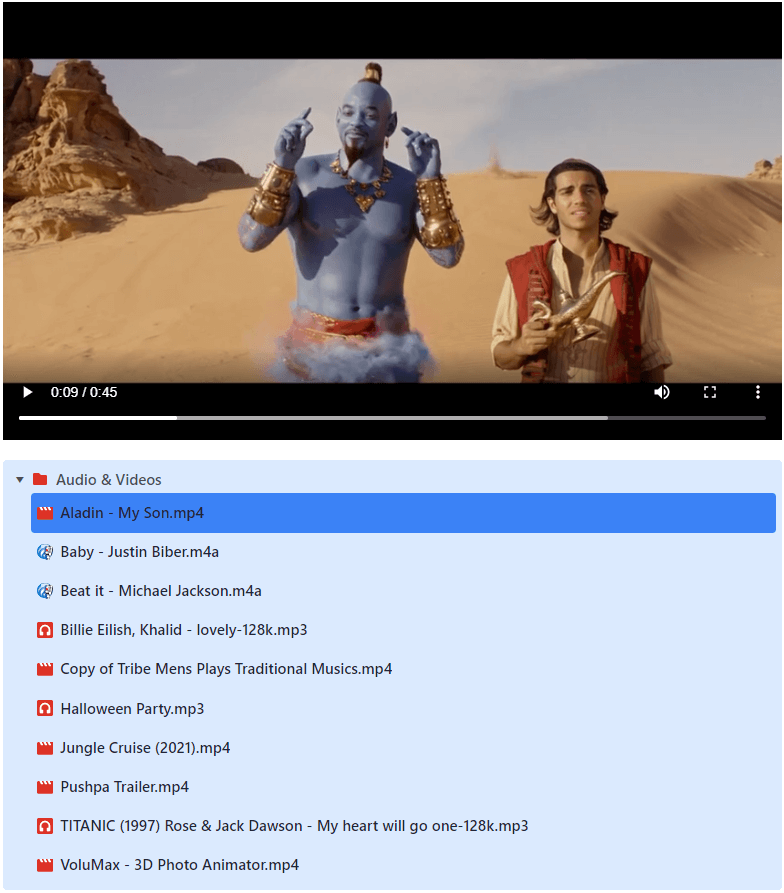 0:09 / 0:45
Audio & Videos
Aladin - My Son.mp4
Baby - Justin Biber.m4a
Beat it - Michael Jackson.m4a
Billie Eilish, Khalid - lovely-128k.mp3
Copy of Tribe Mens Plays Traditional Musics.mp4
Halloween Party.mp3
Jungle Cruise (2021).mp4
Pushpa Trailer.mp4
TITANIC (1997) Rose & Jack Dawson - My heart will go one-128k.mp3
VoluMax - 3D Photo Animator.mp4